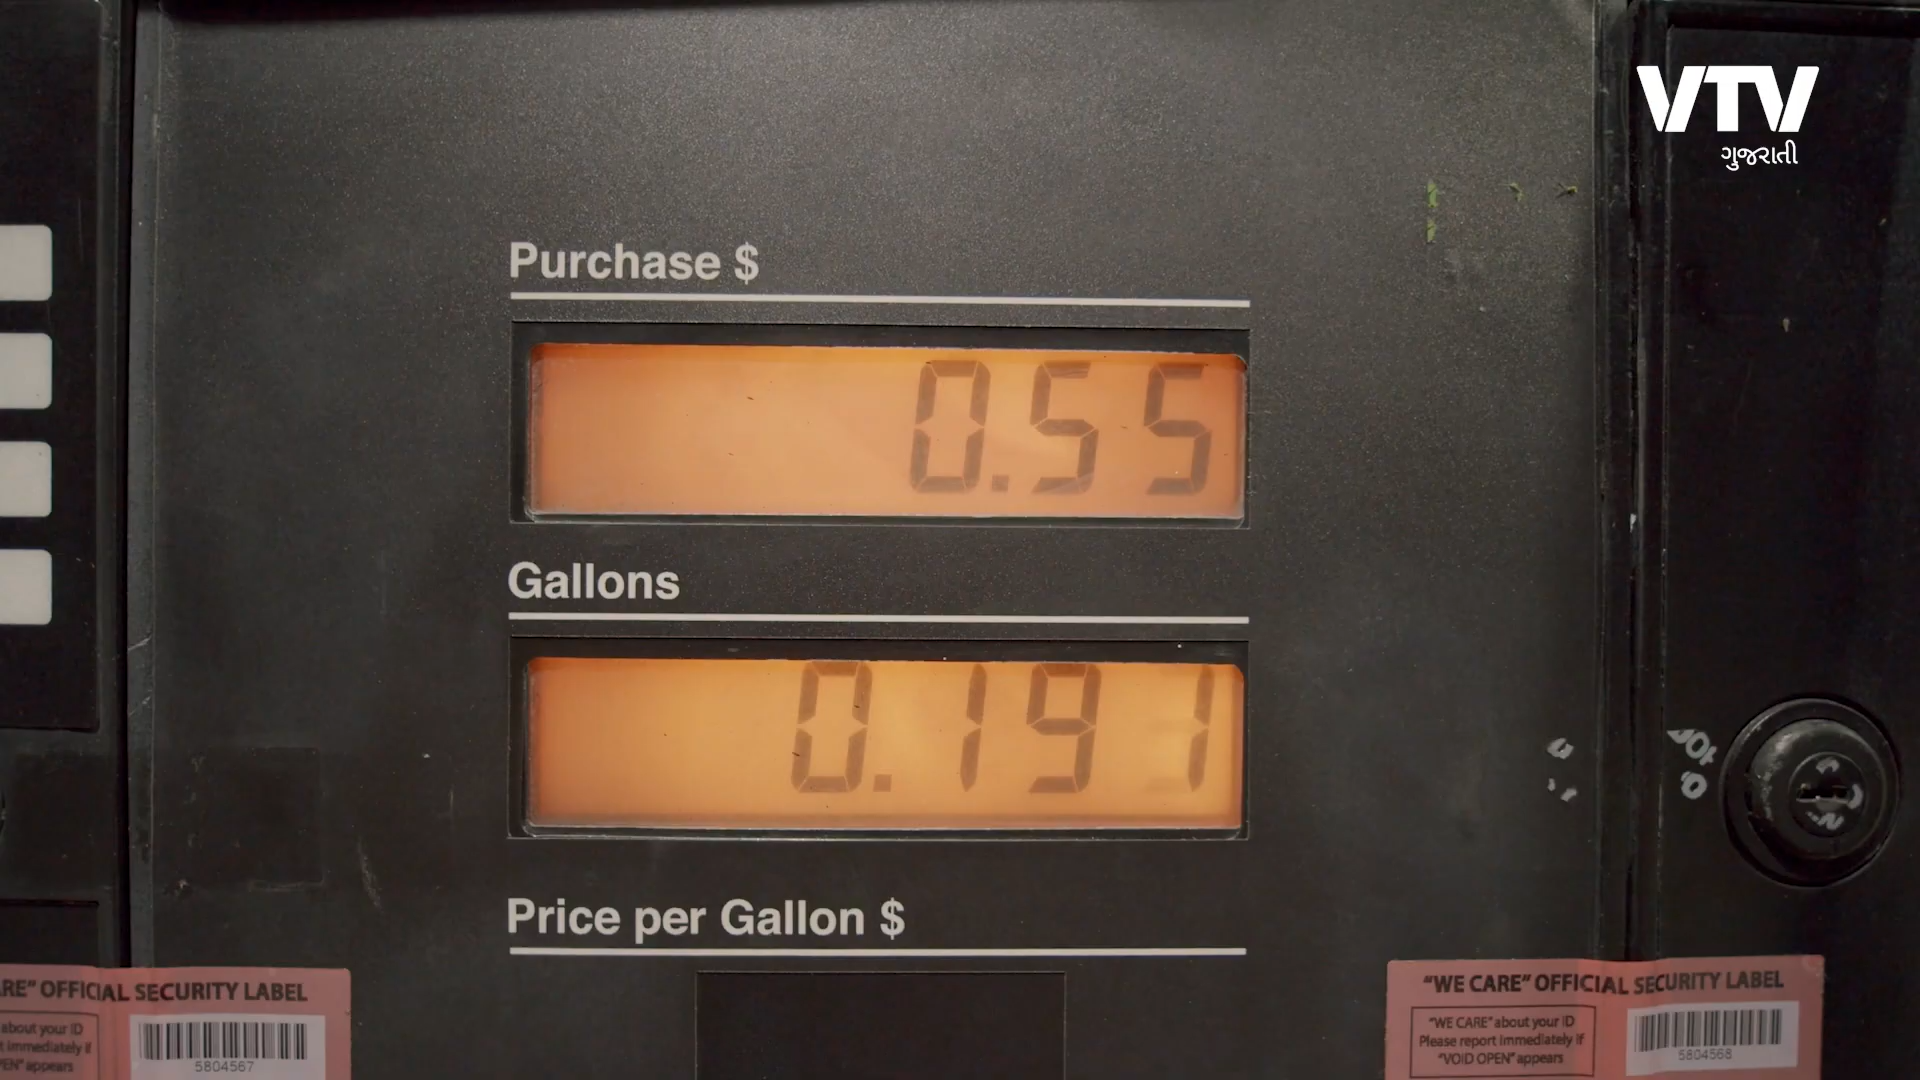 VTV
ગુજરાતી
Purchase $
0.55
Gallons
0.191
Price per Gallon $
RE" OFFICIAL SECURITY LABEL
about your ID
immediately if
EN" appears
5804567
"WE CARE" OFFICIAL SECURITY LABEL
"WE CARE" about your ID
Please report immediately if
"VOID OPEN" appears
5804568